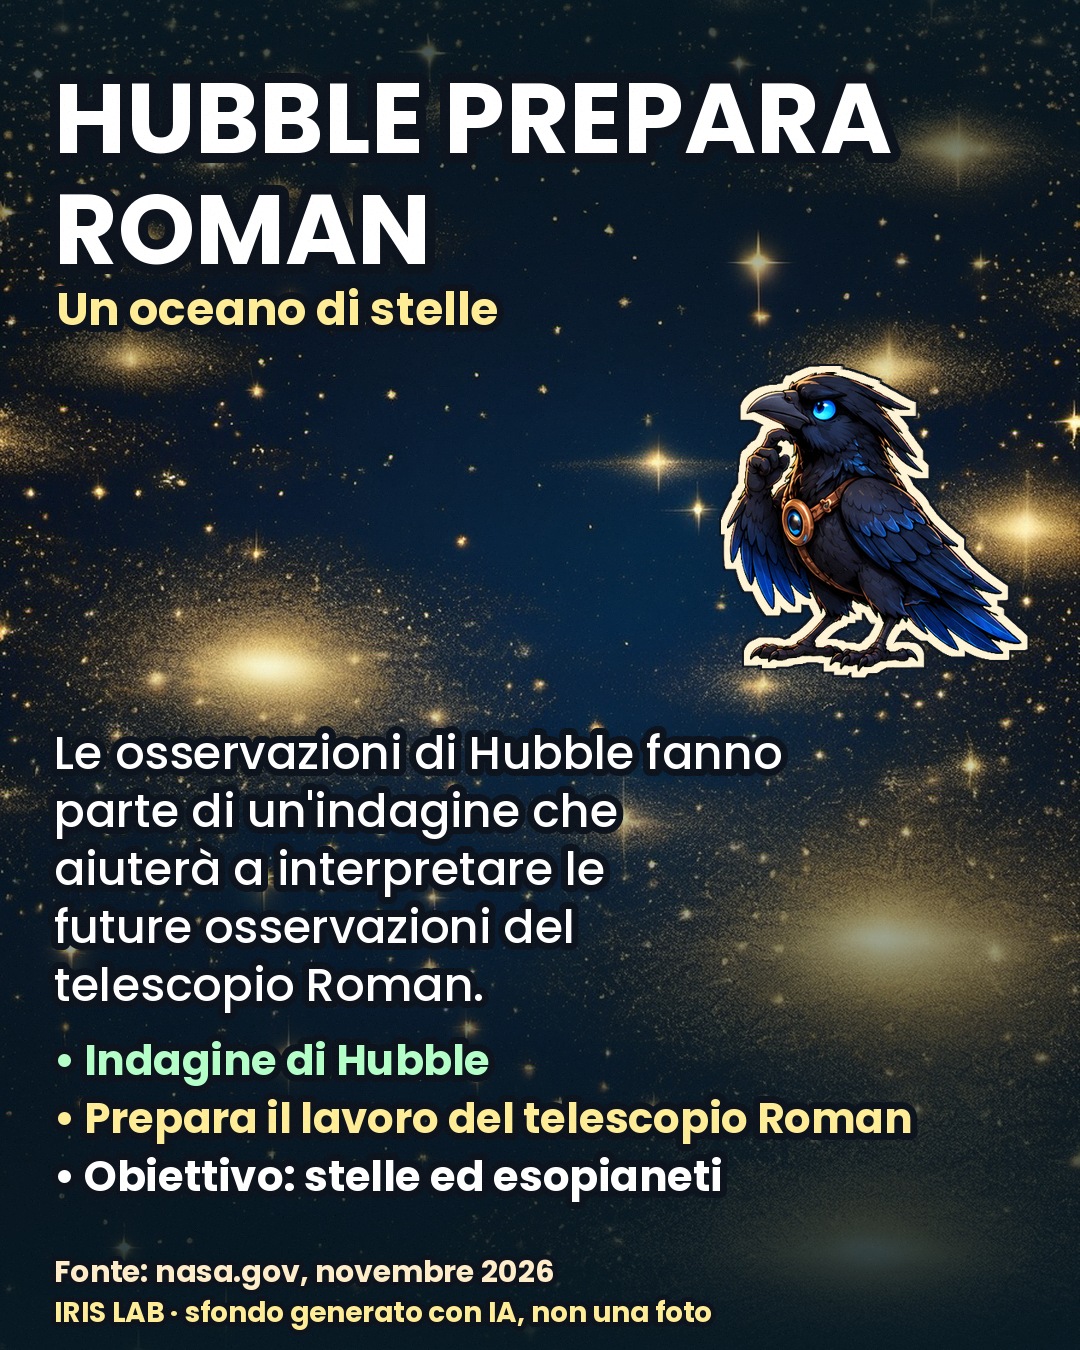 HUBBLE PREPARA
ROMAN
Un oceano di stelle
Le osservazioni di Hubble fanno
parte di un'indagine che
aiuterà a interpretare le
future osservazioni del
telescopio Roman.
• Indagine di Hubble
• Prepara il lavoro del telescopio Roman
• Obiettivo: stelle ed esopianeti
Fonte: nasa.gov, novembre 2026
IRIS LAB · sfondo generato con IA, non una foto